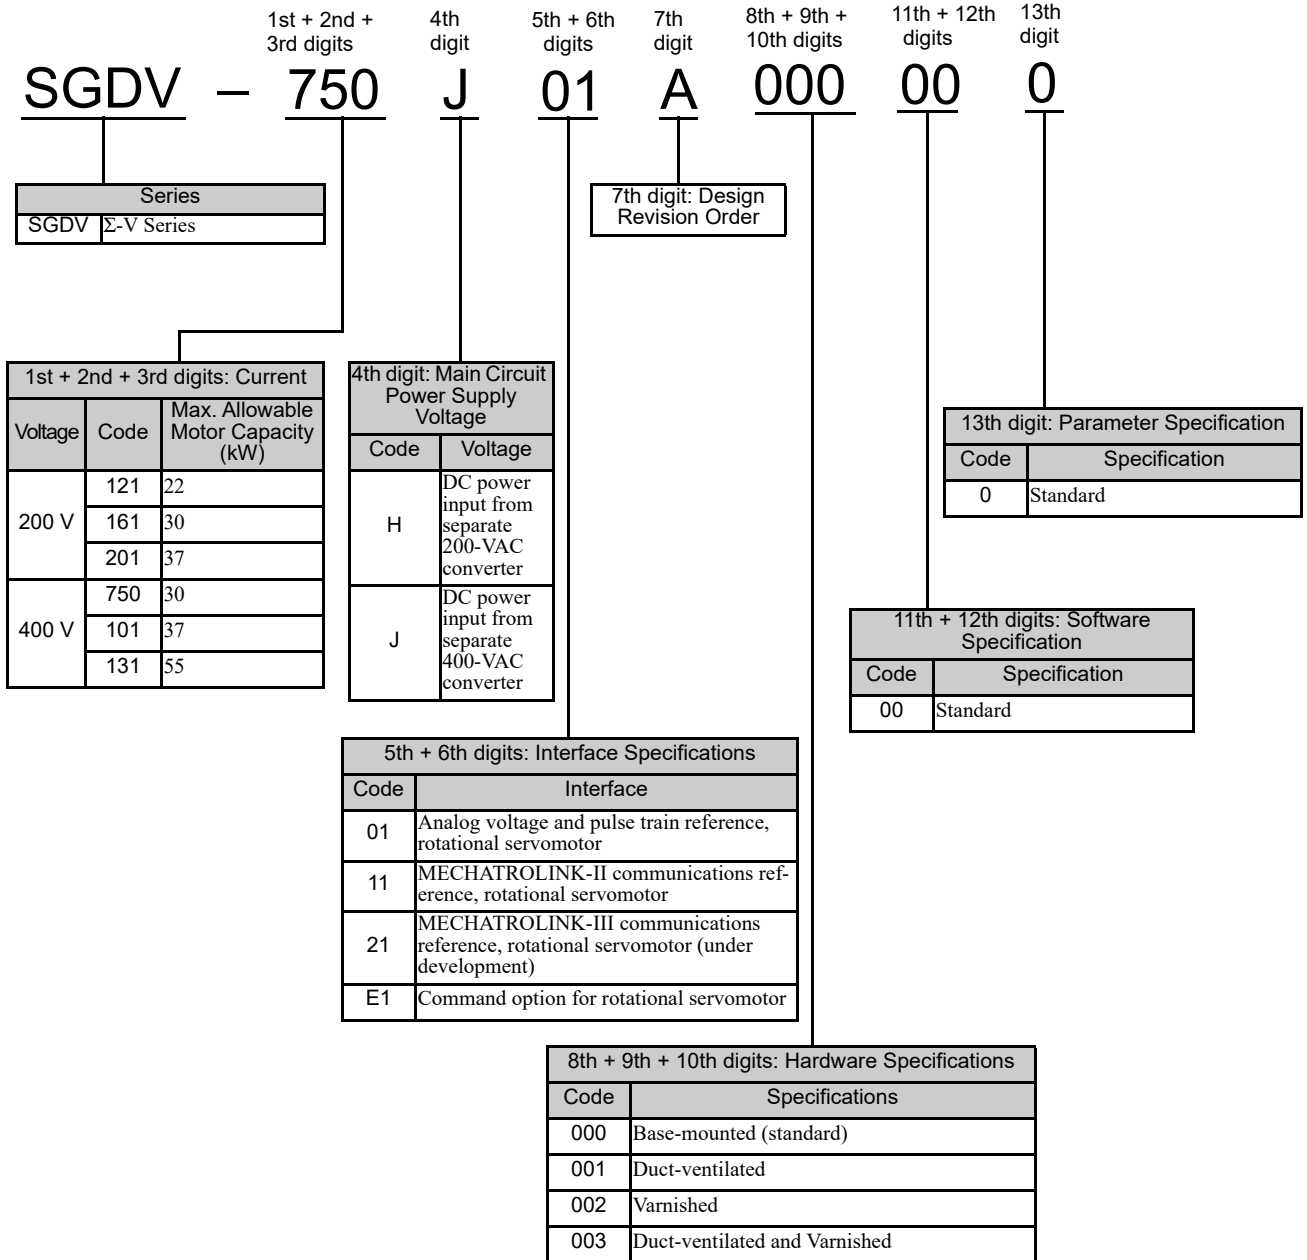 1st + 2nd +
3rd digits
4th
digit
5th + 6th
digits
7th
digit
8th + 9th +
10th digits
11th + 12th
digits
13th
digit
SGDV – 750 J 01 A 000 00 0
Series
SGDV Σ-V Series
7th digit: Design
Revision Order
1st + 2nd + 3rd digits: Current
Voltage Code Max. Allowable
Motor Capacity
(kW)
200 V
121 22
161 30
201 37
400 V
750 30
101 37
131 55
4th digit: Main Circuit
Power Supply
Voltage
Code Voltage
H
DC power
input from
separate
200-VAC
converter
J
DC power
input from
separate
400-VAC
converter
13th digit: Parameter Specification
Code Specification
0 Standard
11th + 12th digits: Software
Specification
Code Specification
00 Standard
5th + 6th digits: Interface Specifications
Code Interface
01 Analog voltage and pulse train reference,
rotational servomotor
11 MECHATROLINK-II communications ref-
erence, rotational servomotor
21 MECHATROLINK-III communications
reference, rotational servomotor (under
development)
E1 Command option for rotational servomotor
8th + 9th + 10th digits: Hardware Specifications
Code Specifications
000 Base-mounted (standard)
001 Duct-ventilated
002 Varnished
003 Duct-ventilated and Varnished